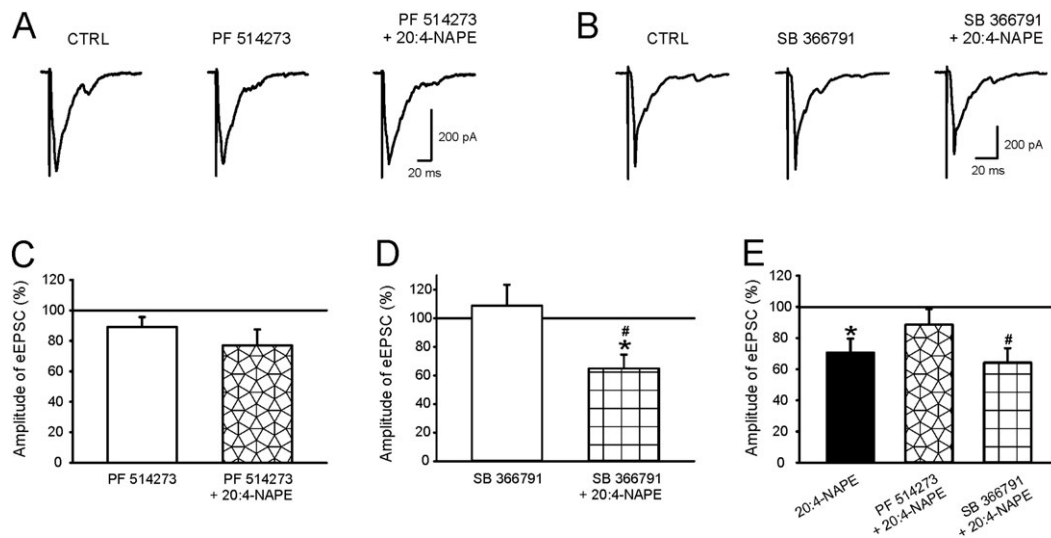 A
CTRL
PF 514273
PF 514273
+ 20:4-NAPE
200 pA
20 ms
B
CTRL
SB 366791
SB 366791
+ 20:4-NAPE
200 pA
20 ms
C
Amplitude of eEPSC (%)
120
100
80
60
40
20
0
PF 514273
PF 514273
+ 20:4-NAPE
D
Amplitude of eEPSC (%)
120
100
80
60
40
20
0
#
*
SB 366791
SB 366791
+ 20:4-NAPE
E
Amplitude of eEPSC (%)
120
100
80
60
40
20
0
*
#
20:4-NAPE
PF 514273
+ 20:4-NAPE
SB 366791
+ 20:4-NAPE